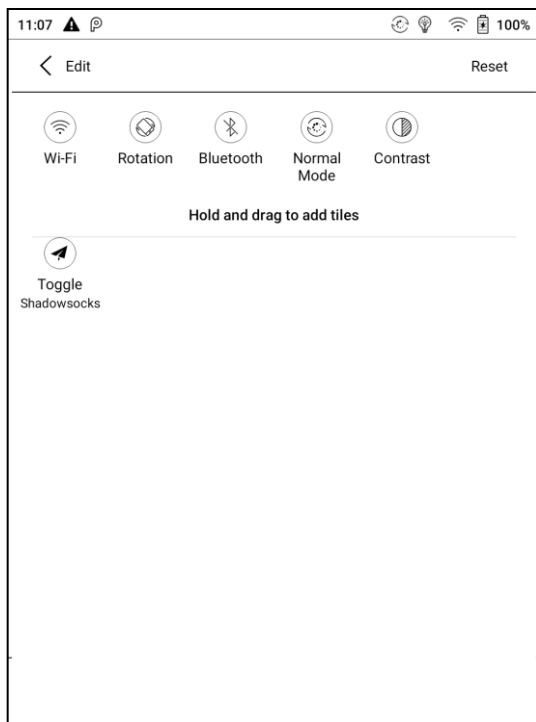 11:07 100%
Edit Reset
Wi-Fi Rotation Bluetooth Normal Mode Contrast
Hold and drag to add tiles
Toggle
Shadowsocks